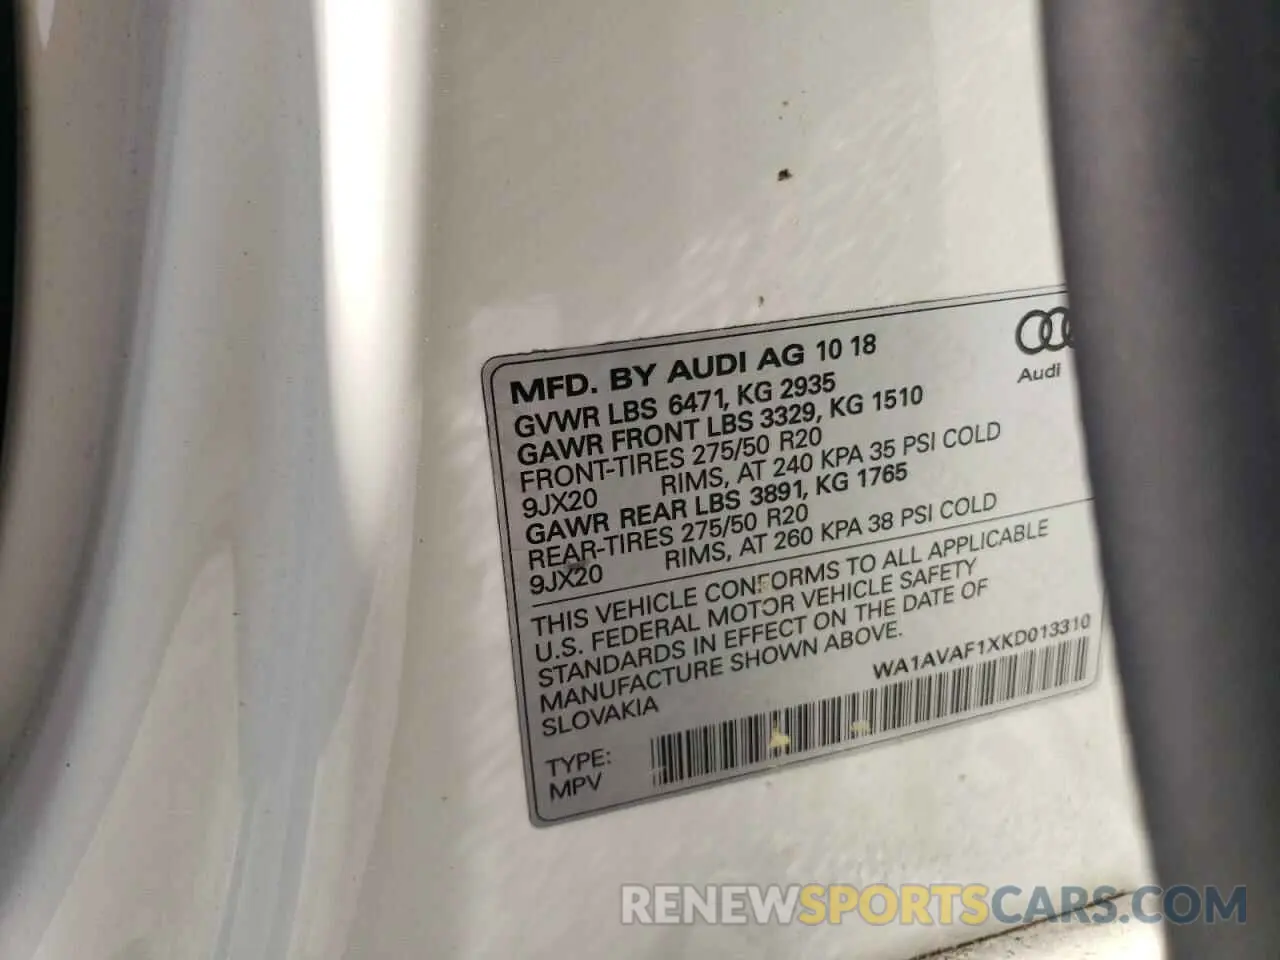 MFD. BY AUDI AG 10 18
Audi
GVWR LBS 6471, KG 2935
GAWR FRONT LBS 3329, KG 1510
FRONT-TIRES 275/50 R20
9JX20 RIMS, AT 240 KPA 35 PSI COLD
GAWR REAR LBS 3891, KG 1765
REAR-TIRES 275/50 R20
9JX20 RIMS, AT 260 KPA 38 PSI COLD
THIS VEHICLE CONFORMS TO ALL APPLICABLE
U.S. FEDERAL MOTOR VEHICLE SAFETY
STANDARDS IN EFFECT ON THE DATE OF
MANUFACTURE SHOWN ABOVE.
SLOVAKIA
WA1AVAF1XKD013310
TYPE:
MPV
RENEWSPORTSCARS.COM